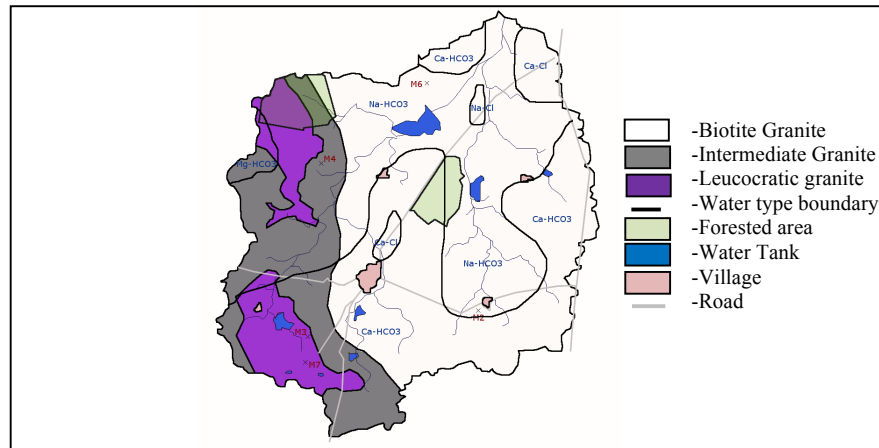 Ca-HCO3
Ca-Cl
M6
Na-HCO3
Na-Cl
Mg-HCO3
M4
Ca-HCO3
Ca-Cl
Na-HCO3
M2
M3
Ca-HCO3
M7
-Biotite Granite
-Intermediate Granite
-Leucocratic granite
-Water type boundary
-Forested area
-Water Tank
-Village
-Road